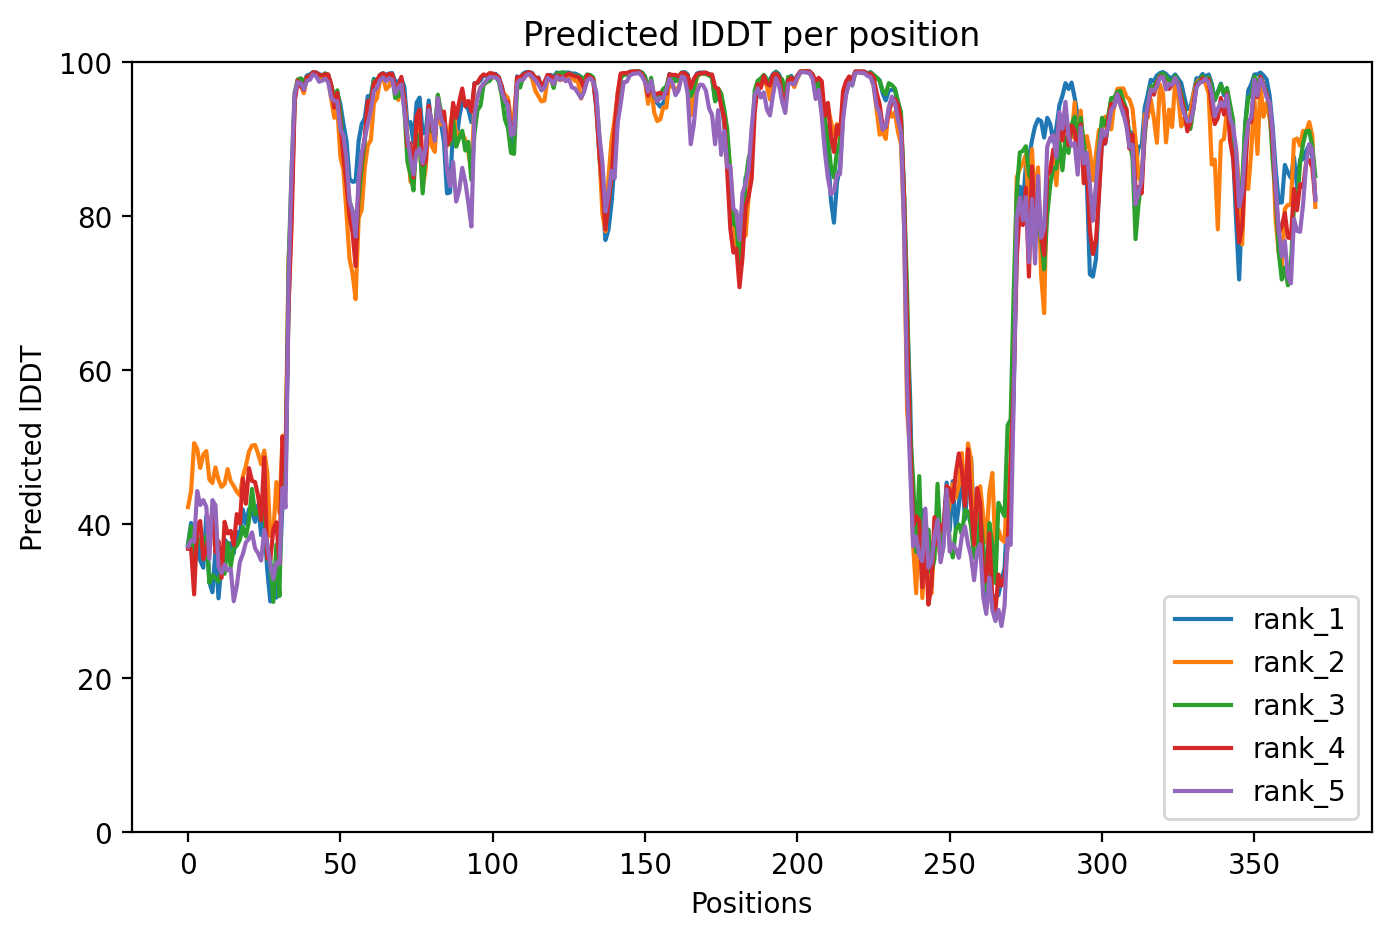 Predicted lDDT per position
Predicted lDDT
100
80
60
40
20
0
0 50 100 150 200 250 300 350
Positions
rank_1
rank_2
rank_3
rank_4
rank_5